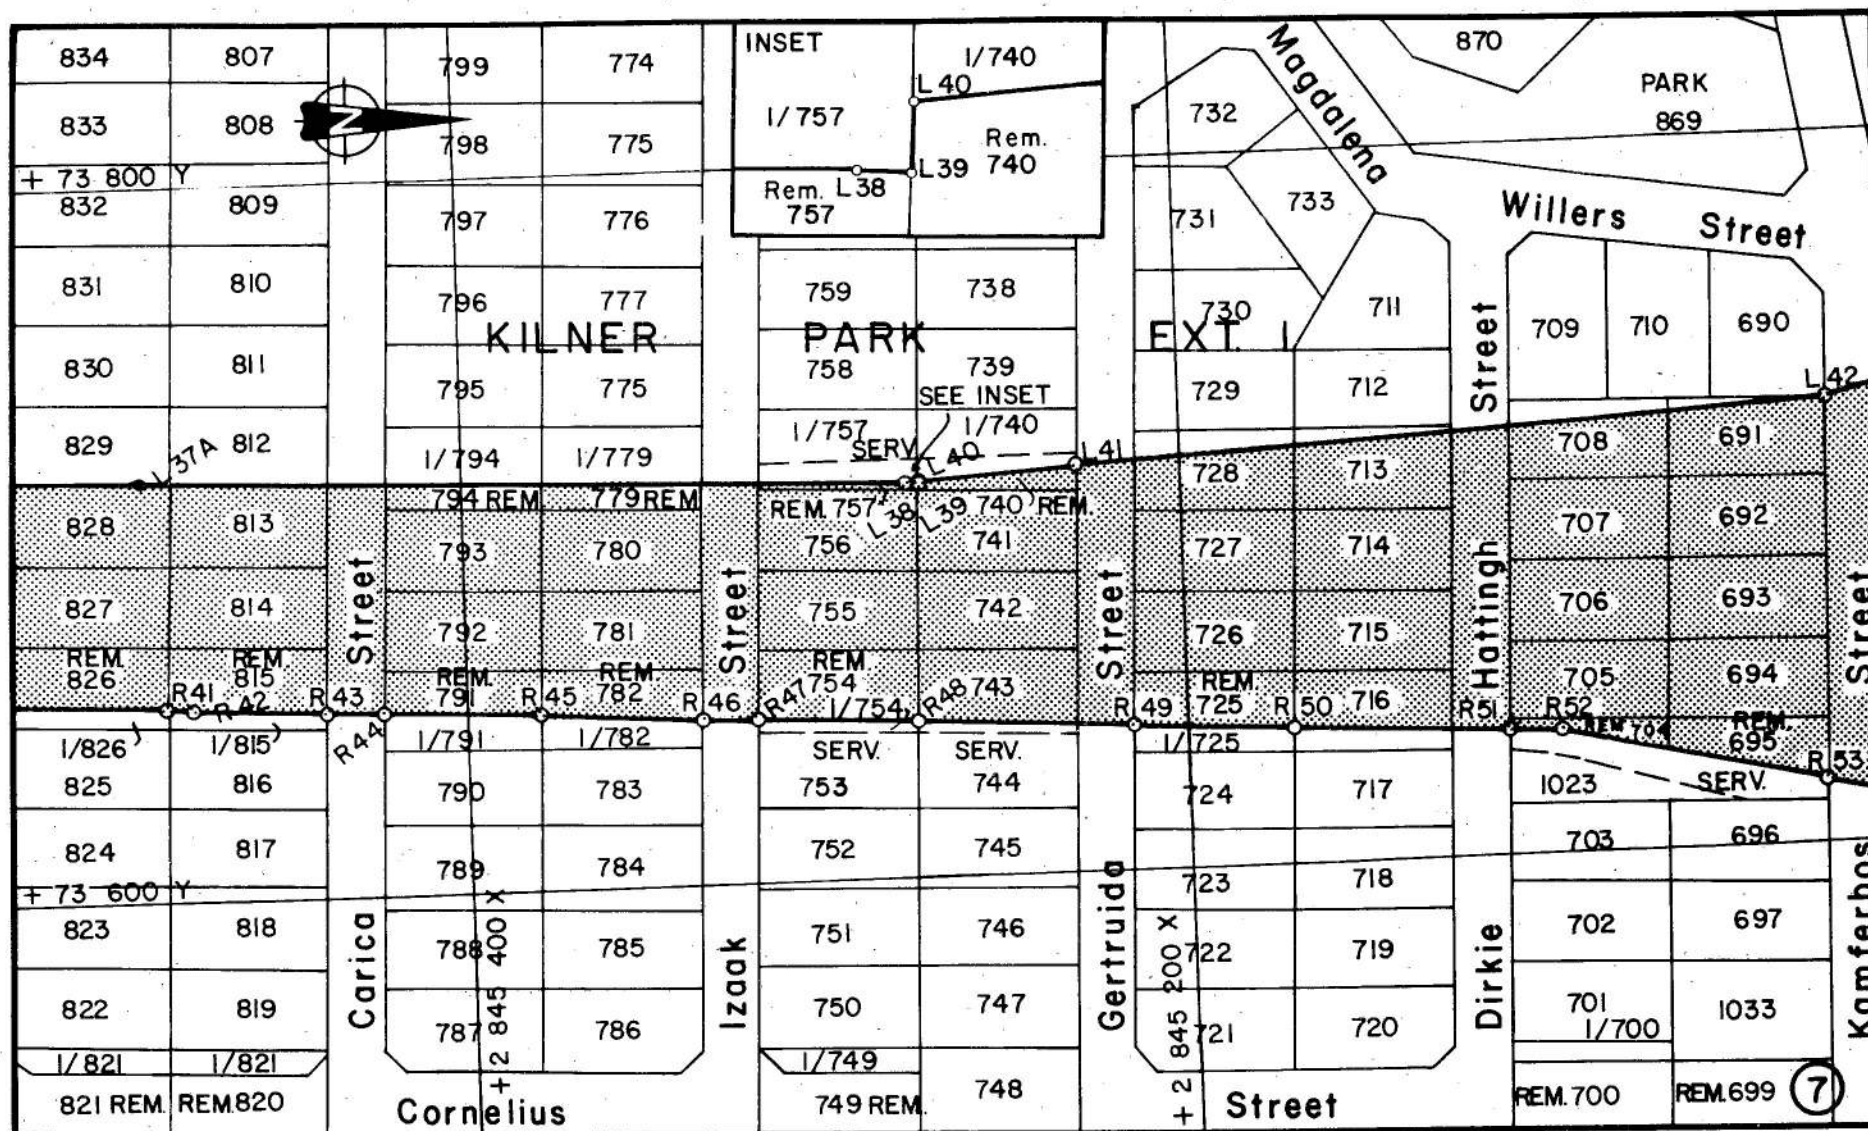 834 807 799 774
INSET
1/740
L40
1/757
Rem.
740
L39
L38
Rem.
757
870
PARK
869
Magdalena
732
833 808 798 775
N
+ 73 800 Y
832 809 797 776
731 733
Willers Street
831 810 796 777 759 738 730 711 709 710 690
KILNER PARK EXT. 1
830 811 795 775 758 739 729 712
L42
SEE INSET
829 812 1/794 1/779 1/757 1/740
L37A
SERV.
L40
L41
728 713 708 691
794 REM. 779 REM. REM. 757 L38 L39 740 REM.
828 813 793 780 756 741 727 714 707 692
827 814 792 781 755 742 726 715 706 693
REM. 826
REM. 815
REM. 791
REM. 782
REM. 754
743
REM. 725
716 705 694
R41 R42 R43 R44 R45 R46 R47 R48 R49 R50 R51 R52 R53
1/754
REM. 704
REM. 695
1/826 1/815 1/791 1/782
SERV. SERV.
1/725
1023
SERV.
825 816 790 783 753 744 724 717
824 817 789 784 752 745 723 718 703 696
+ 73 600 Y
823 818 788 785 751 746 722 719 702 697
822 819 787 786 750 747 721 720 701 1/700 1033
+ 2 845 400 X
+ 2 845 200 X
1/821 1/821 1/749
821 REM. REM. 820 749 REM. 748 REM. 700 REM. 699
7
Cornelius Street
Carica Street
Izaak Street
Gertruida Street
Dirkie Hattingh Street
Street